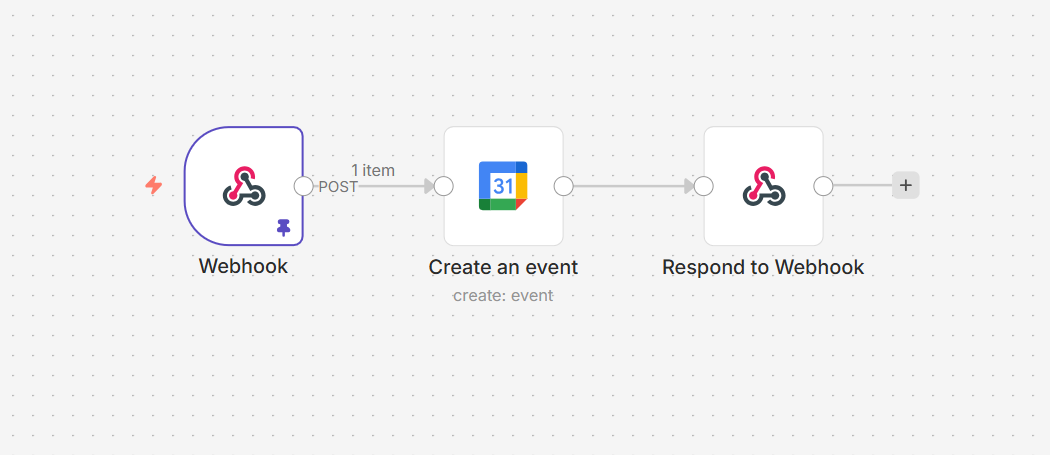 1 item
POST
31
Webhook
Create an event
Respond to Webhook
create: event